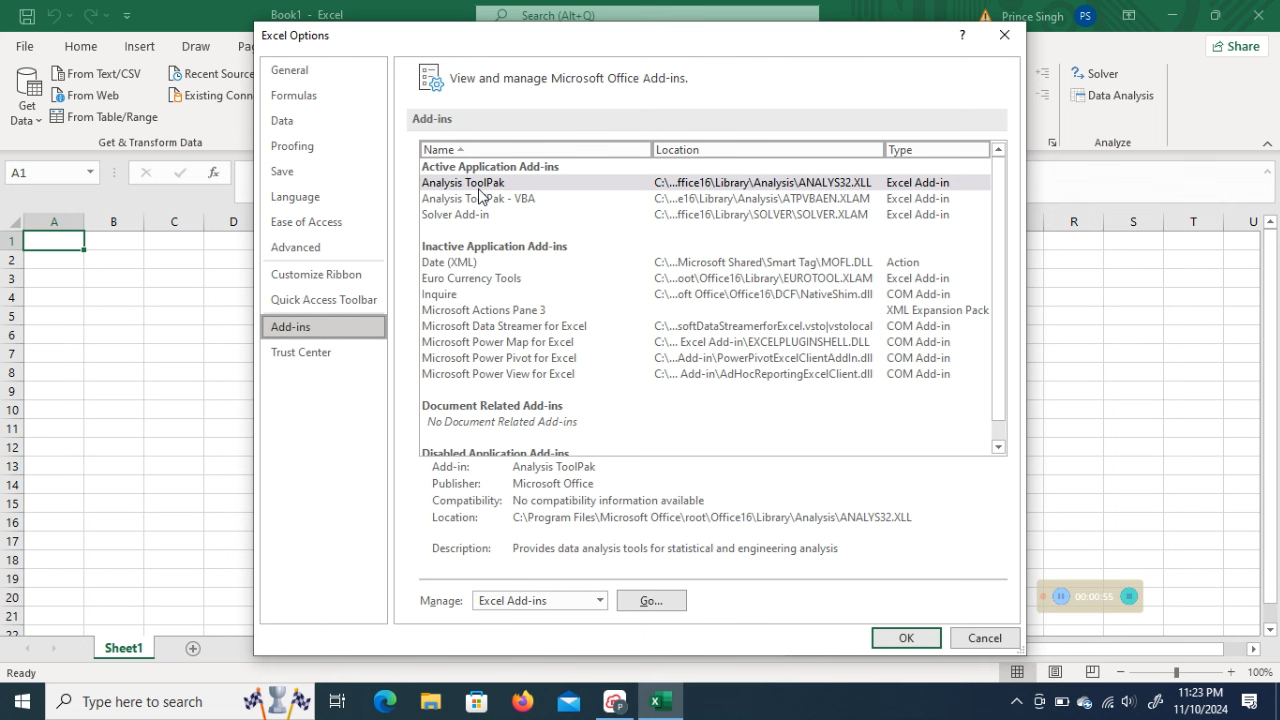 Book1 - Excel
Search (Alt+Q)
Prince Singh PS
Excel Options ?
File Home Insert Draw
Share
From Text/CSV
From Web
From Table/Range
Recent Source
Existing Conn
Get
Data
Get & Transform Data
Solver
Data Analysis
Analyze
A1
fx
General
Formulas
Data
Proofing
Save
Language
Ease of Access
Advanced
Customize Ribbon
Quick Access Toolbar
Add-ins
Trust Center
View and manage Microsoft Office Add-ins.
Add-ins
Name Location Type
Active Application Add-ins
Analysis ToolPak C:\...ffice16\Library\Analysis\ANALYS32.XLL Excel Add-in
Analysis ToolPak - VBA C:\...e16\Library\Analysis\ATPVBAEN.XLAM Excel Add-in
Solver Add-in C:\...ffice16\Library\SOLVER\SOLVER.XLAM Excel Add-in
Inactive Application Add-ins
Date (XML) C:\...Microsoft Shared\Smart Tag\MOFL.DLL Action
Euro Currency Tools C:\...oot\Office16\Library\EUROTOOL.XLAM Excel Add-in
Inquire C:\...oft Office\Office16\DCF\NativeShim.dll COM Add-in
Microsoft Actions Pane 3 XML Expansion Pack
Microsoft Data Streamer for Excel C:\...softDataStreamerforExcel.vsto|vstolocal COM Add-in
Microsoft Power Map for Excel C:\... Excel Add-in\EXCELPLUGINSHELL.DLL COM Add-in
Microsoft Power Pivot for Excel C:\...Add-in\PowerPivotExcelClientAddIn.dll COM Add-in
Microsoft Power View for Excel C:\... Add-in\AdHocReportingExcelClient.dll COM Add-in
Document Related Add-ins
No Document Related Add-ins
Disabled Application Add-ins
Add-in: Analysis ToolPak
Publisher: Microsoft Office
Compatibility: No compatibility information available
Location: C:\Program Files\Microsoft Office\root\Office16\Library\Analysis\ANALYS32.XLL
Description: Provides data analysis tools for statistical and engineering analysis
Manage: Excel Add-ins Go...
OK Cancel
A B C D R S T U
1
2
3
4
5
6
7
8
9
10
11
12
13
14
15
16
17
18
19
20
21
22
00:00:55
Sheet1
Ready
100%
Type here to search
11:23 PM
11/10/2024